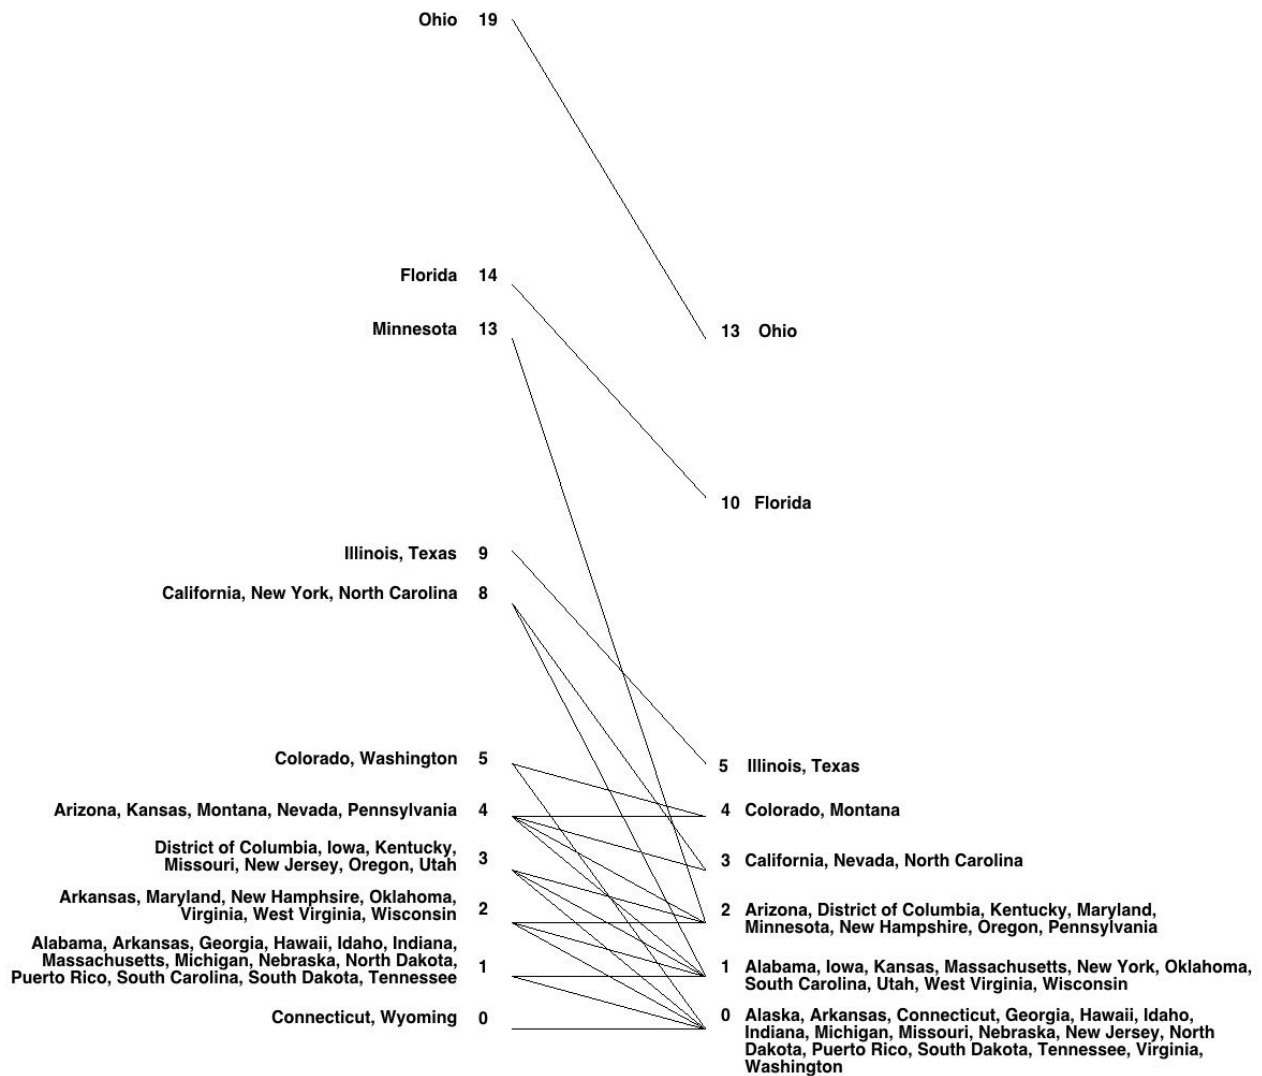 Ohio 19
Florida 14
Minnesota 13
13 Ohio
10 Florida
Illinois, Texas 9
California, New York, North Carolina 8
Colorado, Washington 5
5 Illinois, Texas
Arizona, Kansas, Montana, Nevada, Pennsylvania 4
4 Colorado, Montana
District of Columbia, Iowa, Kentucky,
Missouri, New Jersey, Oregon, Utah 3
3 California, Nevada, North Carolina
Arkansas, Maryland, New Hamphsire, Oklahoma,
Virginia, West Virginia, Wisconsin 2
2 Arizona, District of Columbia, Kentucky, Maryland,
Minnesota, New Hampshire, Oregon, Pennsylvania
Alabama, Arkansas, Georgia, Hawaii, Idaho, Indiana,
Massachusetts, Michigan, Nebraska, North Dakota, 1
Puerto Rico, South Carolina, South Dakota, Tennessee
1 Alabama, Iowa, Kansas, Massachusetts, New York, Oklahoma,
South Carolina, Utah, West Virginia, Wisconsin
Connecticut, Wyoming 0
0 Alaska, Arkansas, Connecticut, Georgia, Hawaii, Idaho,
Indiana, Michigan, Missouri, Nebraska, New Jersey, North
Dakota, Puerto Rico, South Dakota, Tennessee, Virginia,
Washington